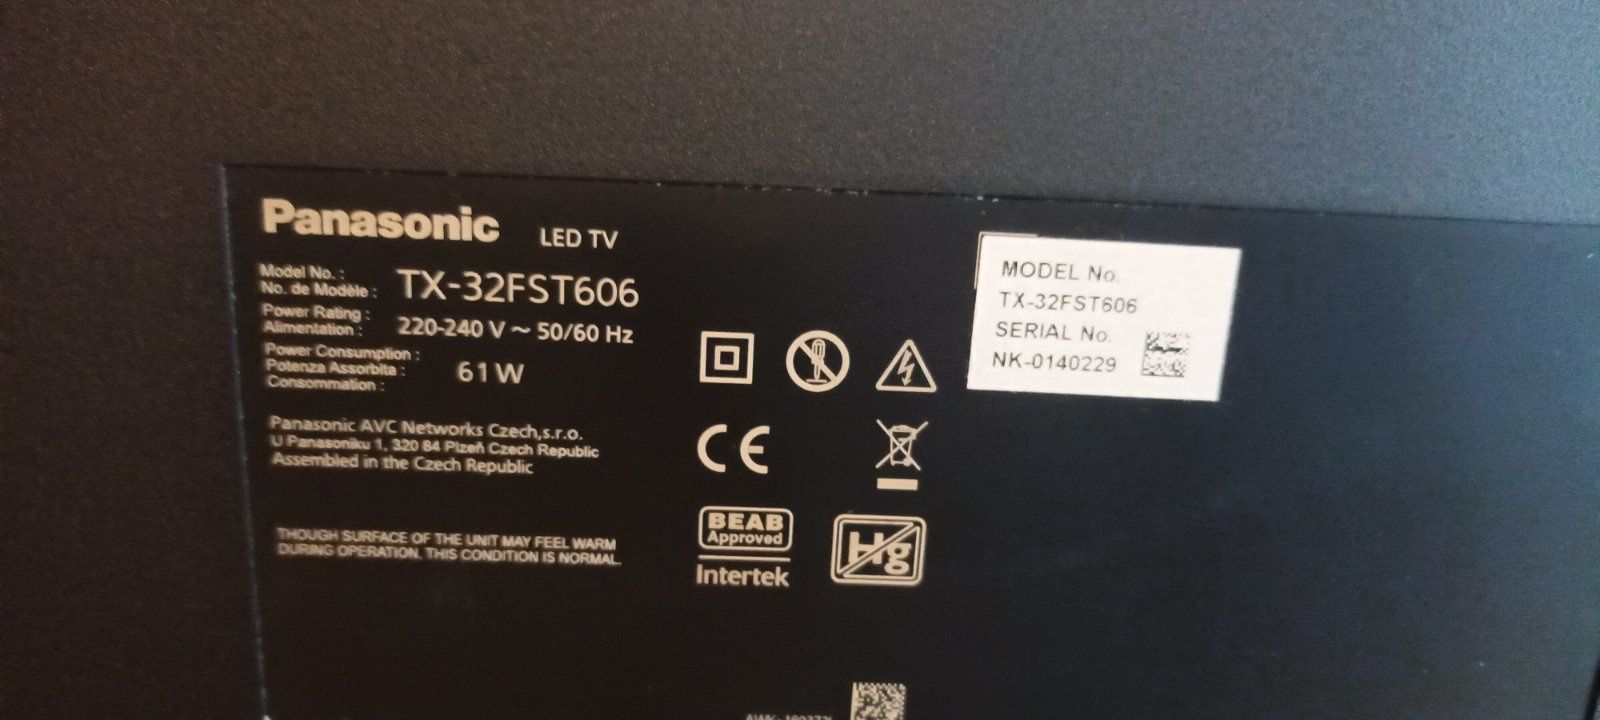 Panasonic LED TV
Model No. :
No. de Modèle : TX-32FST606
Power Rating :
Alimentation : 220-240 V ~ 50/60 Hz
Power Consumption :
Potenza Assorbita : 61W
Consommation :
Panasonic AVC Networks Czech,s.r.o.
U Panasoniku 1, 320 84 Plzeň Czech Republic
Assembled in the Czech Republic
THOUGH SURFACE OF THE UNIT MAY FEEL WARM
DURING OPERATION. THIS CONDITION IS NORMAL.
CE
BEAB
Approved
Intertek
Hg
MODEL No.
TX-32FST606
SERIAL No.
NK-0140229